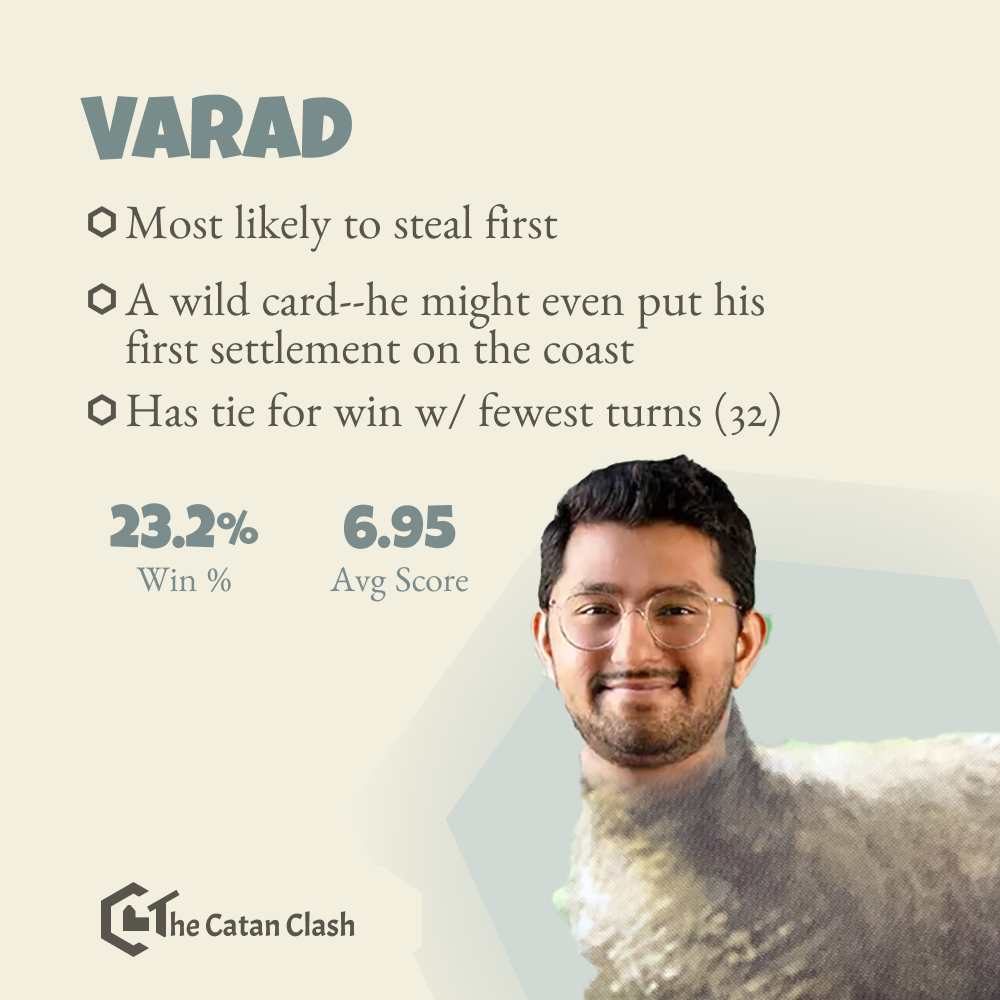 VARAD
Most likely to steal first
A wild card--he might even put his
first settlement on the coast
Has tie for win w/ fewest turns (32)
23.2% 6.95
Win % Avg Score
The Catan Clash